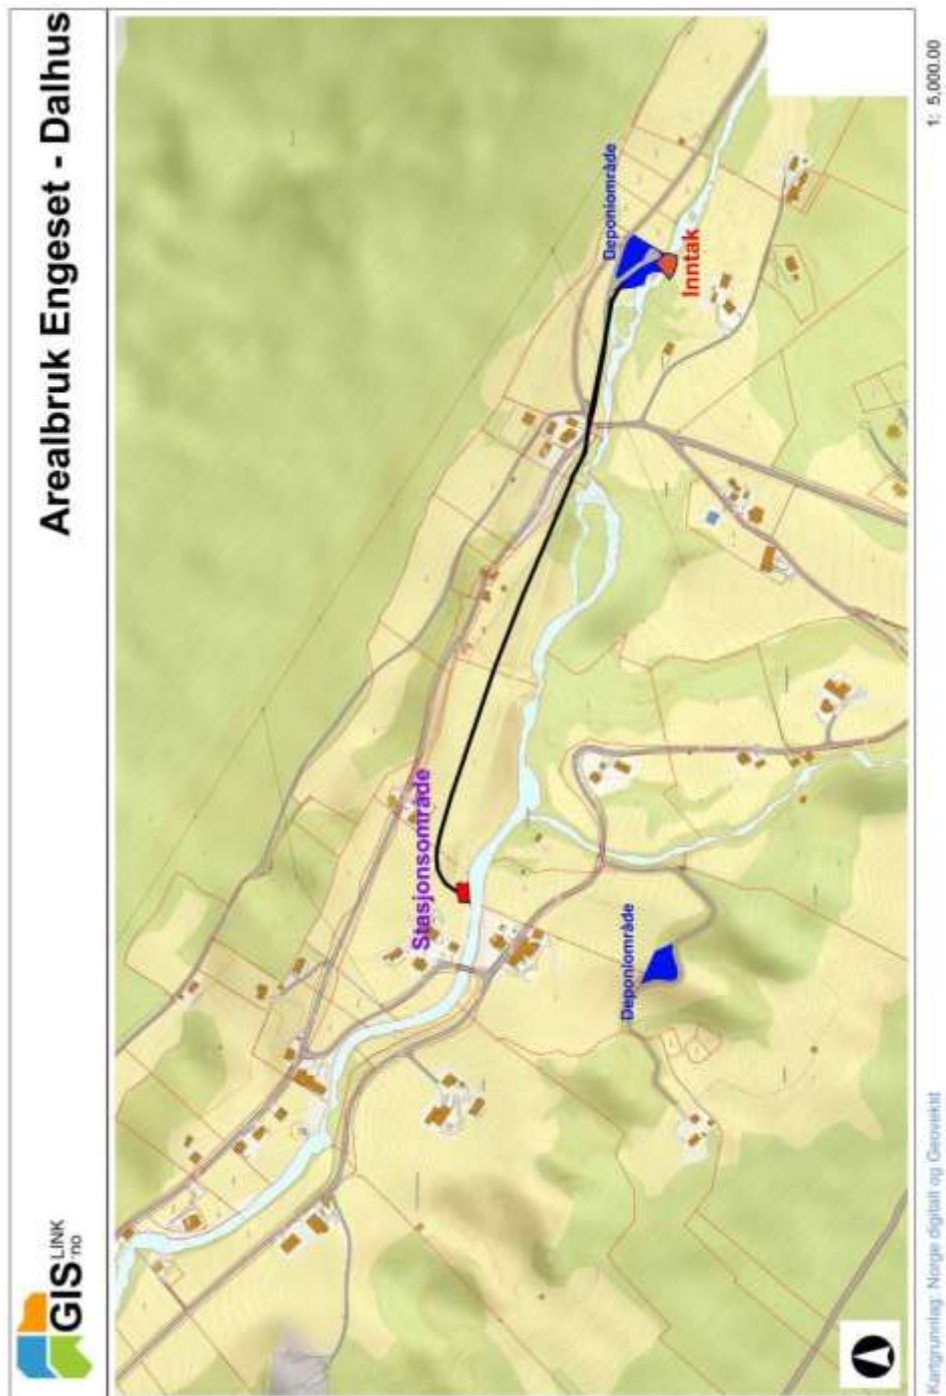 GIS LINK
.no
Arealbruk Engeset - Dalhus
Deponiområde
Inntak
Stasjonsområde
Deponiområde
Kartgrunnlag: Norge digitalt og Geovekst
1: 5,000.00